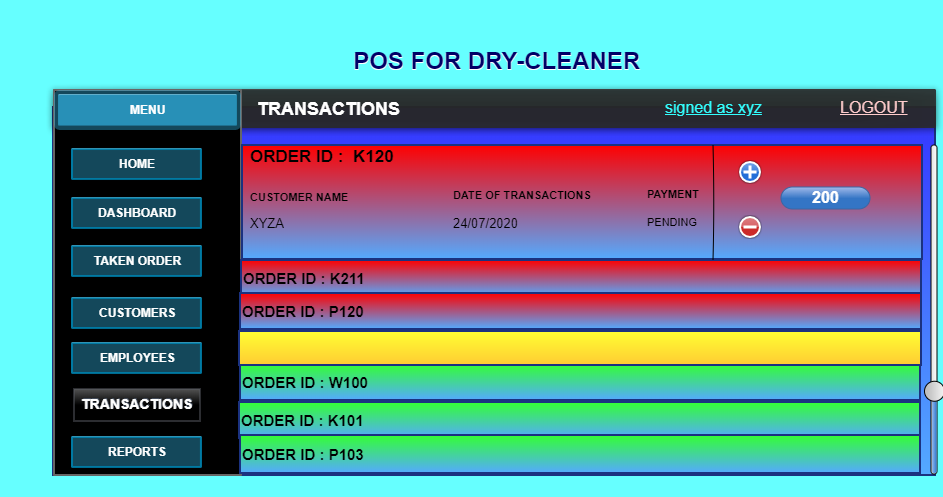 POS FOR DRY-CLEANER
MENU
TRANSACTIONS
signed as xyz
LOGOUT
HOME
DASHBOARD
TAKEN ORDER
CUSTOMERS
EMPLOYEES
TRANSACTIONS
REPORTS
ORDER ID : K120
CUSTOMER NAME DATE OF TRANSACTIONS PAYMENT
XYZA 24/07/2020 PENDING
200
ORDER ID : K211
ORDER ID : P120
ORDER ID : W100
ORDER ID : K101
ORDER ID : P103